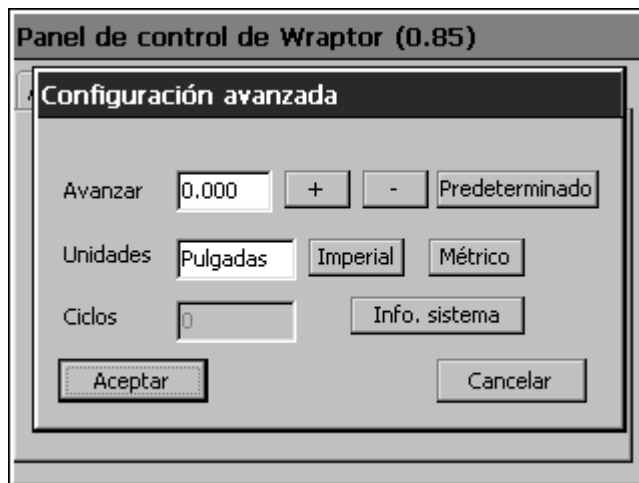 Panel de control de Wraptor (0.85)
Configuración avanzada
Avanzar 0.000 + - Predeterminado
Unidades Pulgadas Imperial Métrico
Ciclos 0 Info. sistema
Aceptar Cancelar